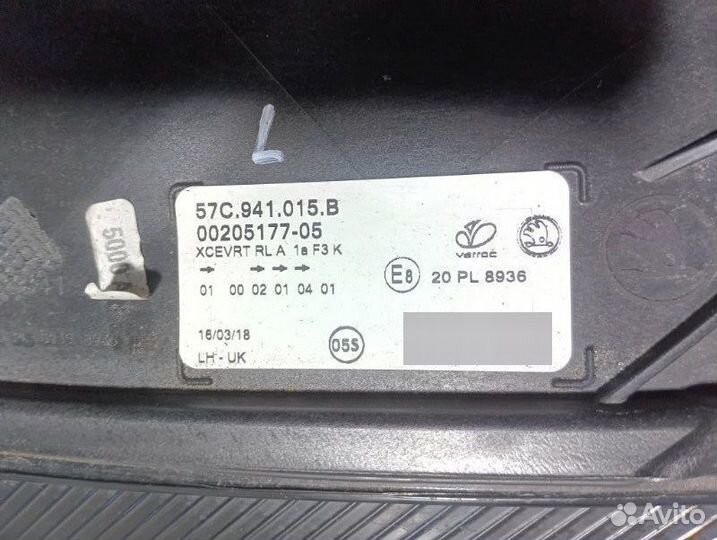 L
57C.941.015.B
00205177-05
XCEVRT RL A 1a F3 K
01 00 02 01 04 01
16/03/18
LH - UK
05S
varroc
E8
20 PL 8936
Avito